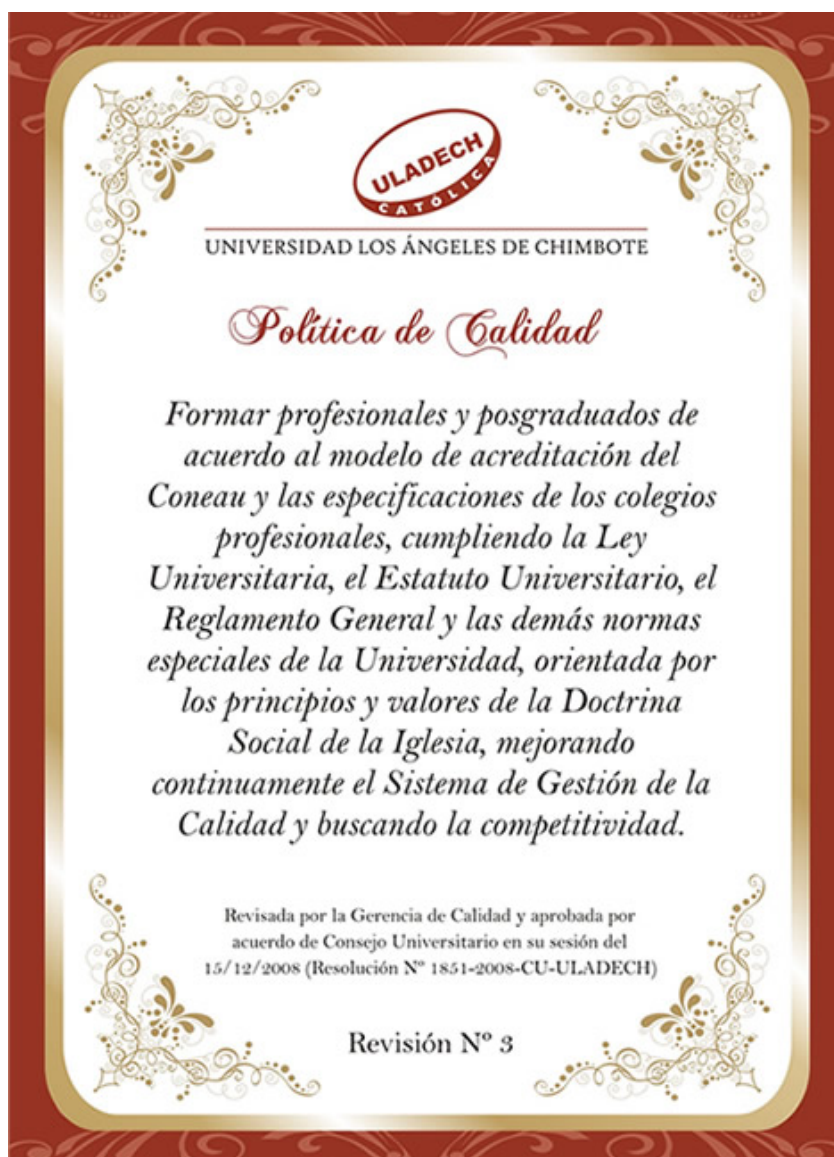 ULADECH
CATÓLICA
UNIVERSIDAD LOS ÁNGELES DE CHIMBOTE
Política de Calidad
Formar profesionales y posgraduados de
acuerdo al modelo de acreditación del
Coneau y las especificaciones de los colegios
profesionales, cumpliendo la Ley
Universitaria, el Estatuto Universitario, el
Reglamento General y las demás normas
especiales de la Universidad, orientada por
los principios y valores de la Doctrina
Social de la Iglesia, mejorando
continuamente el Sistema de Gestión de la
Calidad y buscando la competitividad.
Revisada por la Gerencia de Calidad y aprobada por
acuerdo de Consejo Universitario en su sesión del
15/12/2008 (Resolución Nº 1851-2008-CU-ULADECH)
Revisión Nº 3